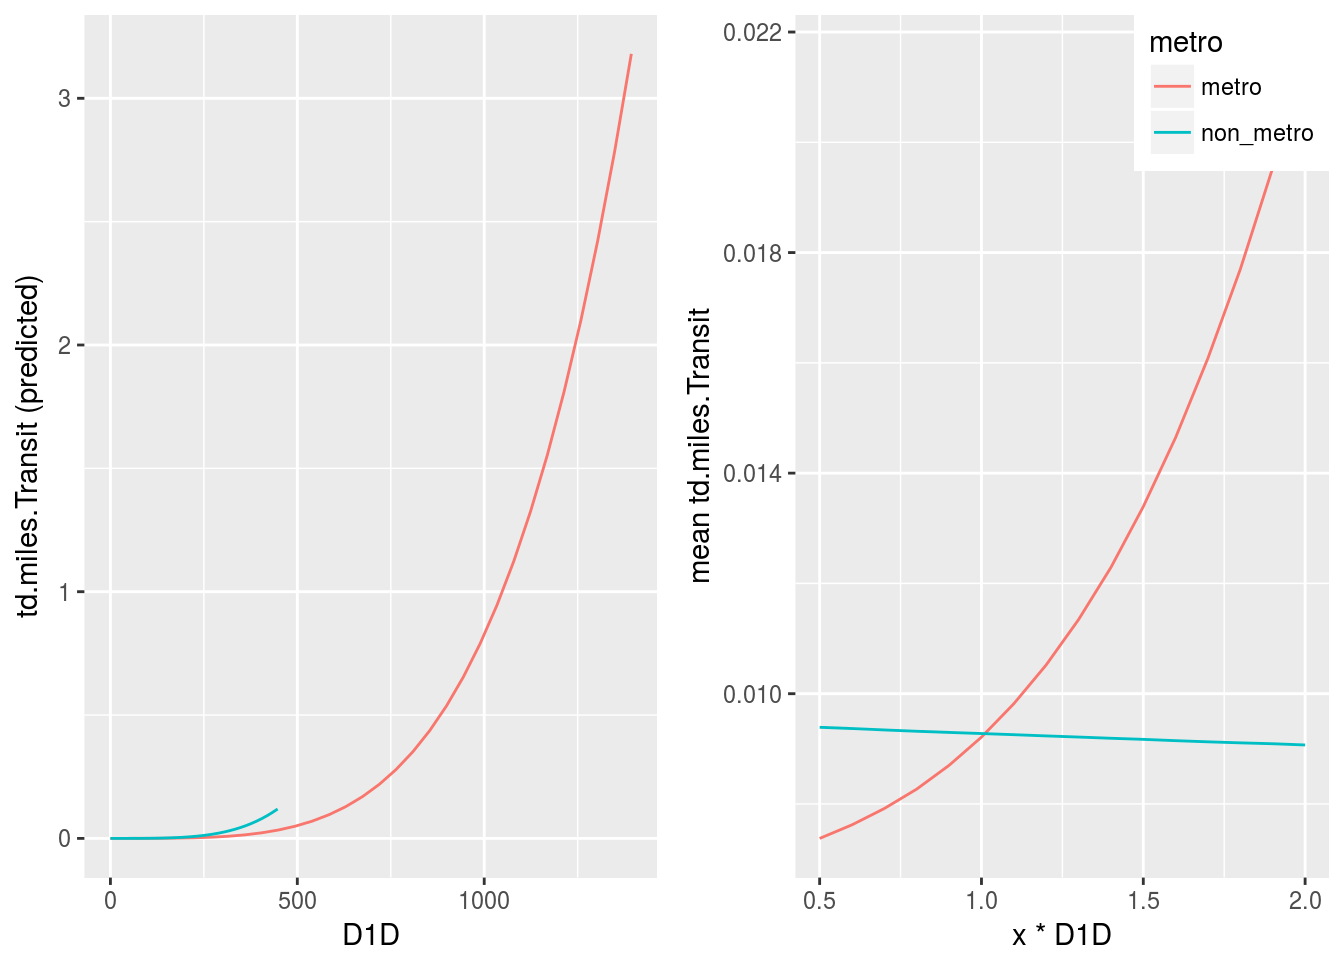 td.miles.Transit (predicted)
3
2
1
0
0 500 1000
D1D
mean td.miles.Transit
0.022
0.018
0.014
0.010
0.5 1.0 1.5 2.0
x * D1D
metro
metro
non_metro